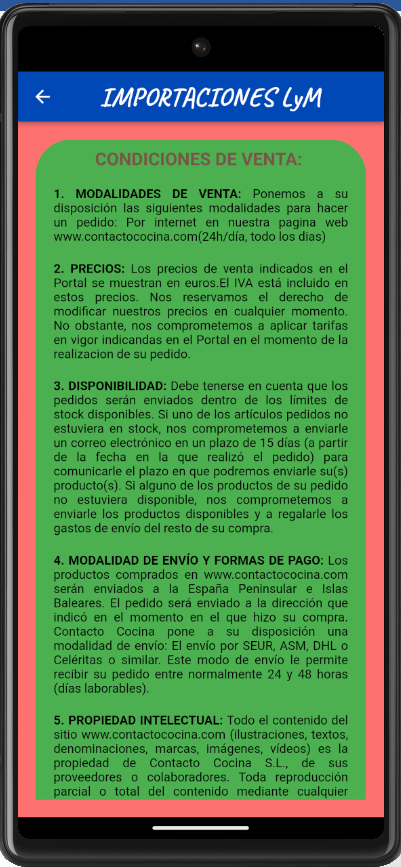 IMPORTACIONES LyM
CONDICIONES DE VENTA:
1. MODALIDADES DE VENTA: Ponemos a su
disposición las siguientes modalidades para hacer
un pedido: Por internet en nuestra pagina web
www.contactococina.com(24h/día, todo los dias)
2. PRECIOS: Los precios de venta indicados en el
Portal se muestran en euros.El IVA está incluido en
estos precios. Nos reservamos el derecho de
modificar nuestros precios en cualquier momento.
No obstante, nos comprometemos a aplicar tarifas
en vigor indicandas en el Portal en el momento de la
realizacion de su pedido.
3. DISPONIBILIDAD: Debe tenerse en cuenta que los
pedidos serán enviados dentro de los límites de
stock disponibles. Si uno de los artículos pedidos no
estuviera en stock, nos comprometemos a enviarle
un correo electrónico en un plazo de 15 días (a partir
de la fecha en la que realizó el pedido) para
comunicarle el plazo en que podremos enviarle su(s)
producto(s). Si alguno de los productos de su pedido
no estuviera disponible, nos comprometemos a
enviarle los productos disponibles y a regalarle los
gastos de envío del resto de su compra.
4. MODALIDAD DE ENVÍO Y FORMAS DE PAGO: Los
productos comprados en www.contactococina.com
serán enviados a la España Peninsular e Islas
Baleares. El pedido será enviado a la dirección que
indicó en el momento en el que hizo su compra.
Contacto Cocina pone a su disposición una
modalidad de envío: El envío por SEUR, ASM, DHL o
Celéritas o similar. Este modo de envío le permite
recibir su pedido entre normalmente 24 y 48 horas
(días laborables).
5. PROPIEDAD INTELECTUAL: Todo el contenido del
sitio www.contactococina.com (ilustraciones, textos,
denominaciones, marcas, imágenes, vídeos) es la
propiedad de Contacto Cocina S.L., de sus
proveedores o colaboradores. Toda reproducción
parcial o total del contenido mediante cualquier